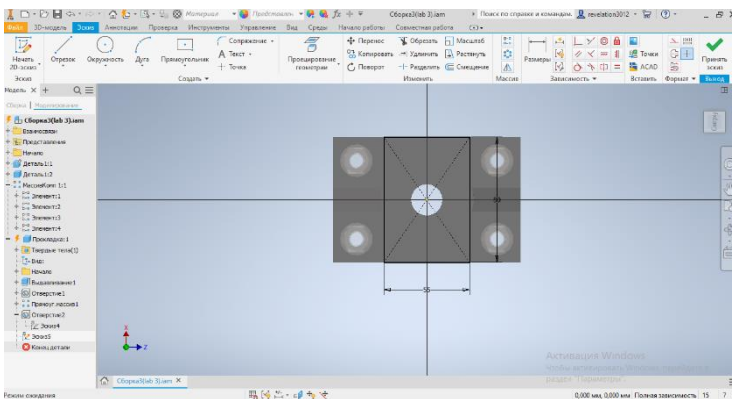 Материал
Представлен
Сборка3(lab 3).iam
Поиск по справке и командам.
revelation3012
Файл 3D-модель Эскиз Аннотации Проверка Инструменты Управление Вид Среды Начало работы Совместная работа
Начать 2D-эскиз
Отрезок
Окружность
Дуга
Прямоугольник
Сопряжение
Текст
Точка
Проецирование геометрии
Перенос
Обрезать
Масштаб
Копировать
Удлинить
Растянуть
Поворот
Разделить
Смещение
Размеры
Точки
ACAD
Принять эскиз
Эскиз
Создать
Изменить
Массив
Зависимость
Вставить
Формат
Выход
Модель
Сборка | Моделирование
Сборка3(lab 3).iam
Взаимосвязи
Представления
Начало
Деталь1:1
Деталь1:2
МассивКомп 1:1
Элемент:1
Элемент:2
Элемент:3
Элемент:4
Прокладка:1
Твердые тела(1)
Вид:
Начало
Выдавливание1
Отверстие1
Прямоуг.массив1
Отверстие2
Эскиз4
Эскиз5
Конец детали
80
55
X
Z
Активация Windows
раздел "Параметры".
Сборка3(lab 3).iam
Режим ожидания
0,000 мм, 0,000 мм Полная зависимость 15 7